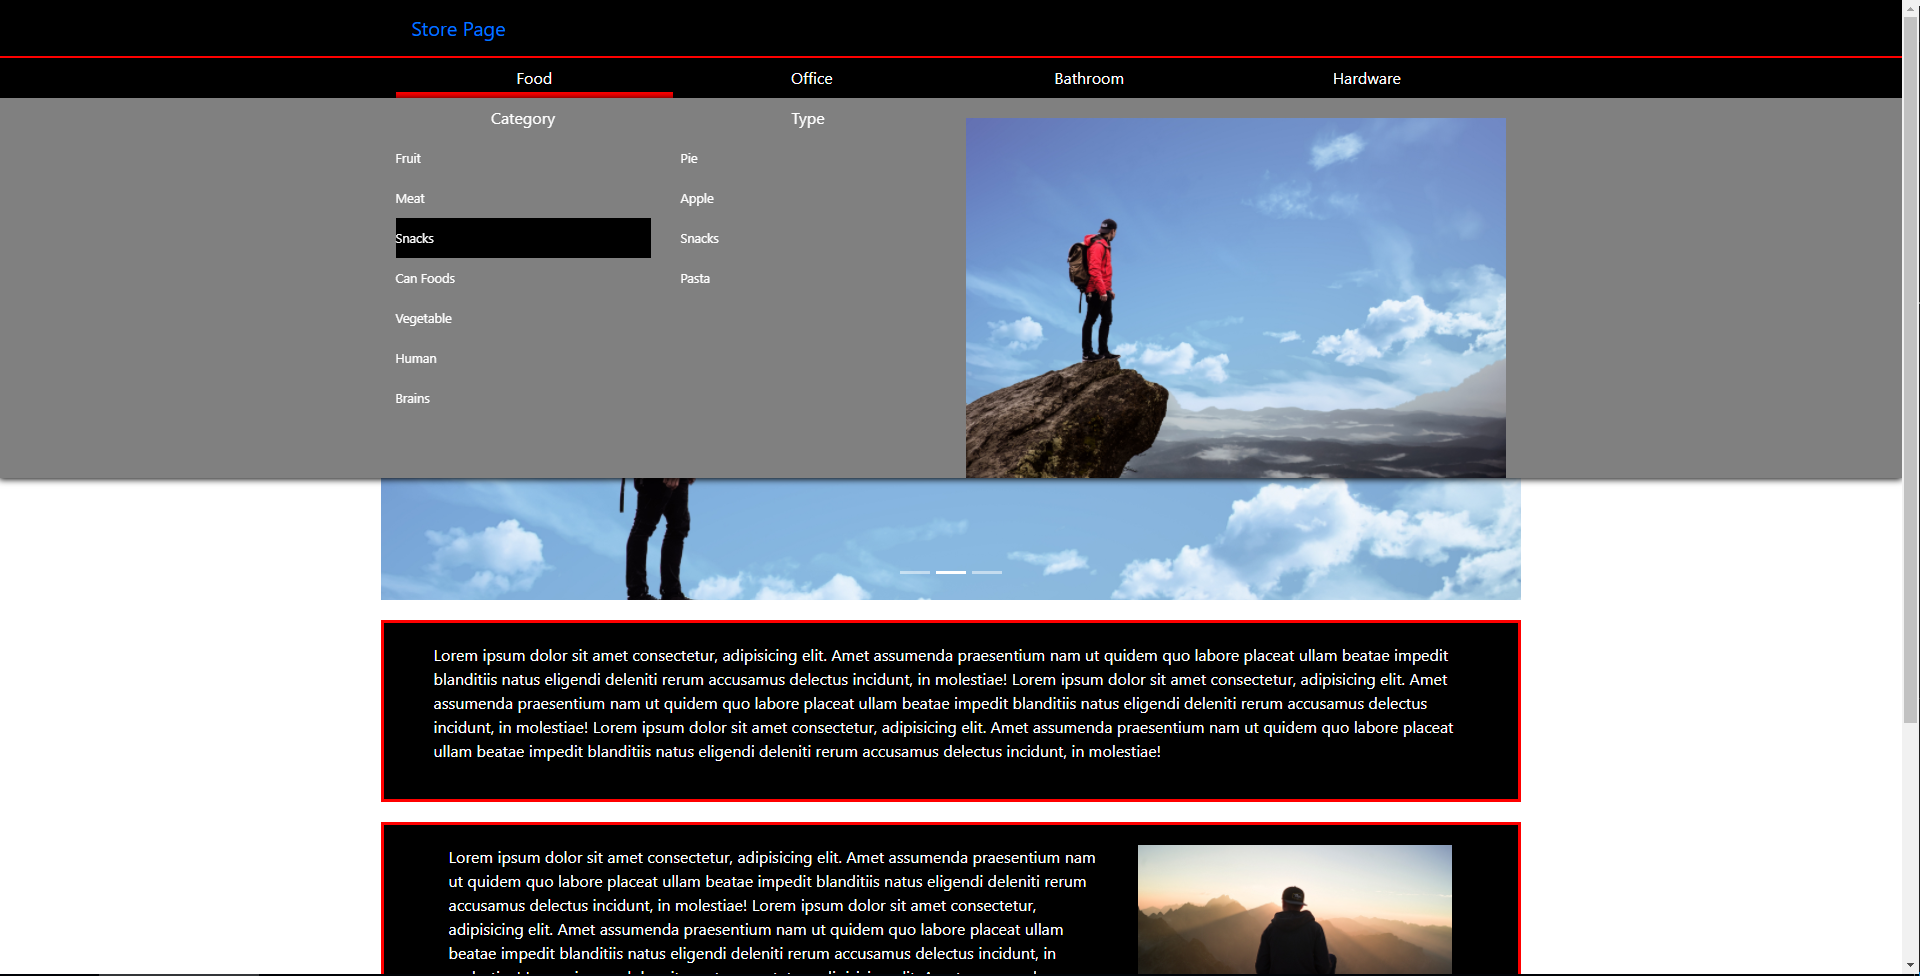 Store Page
Food Office Bathroom Hardware
Category Type
Fruit Pie
Meat Apple
Snacks Snacks
Can Foods Pasta
Vegetable
Human
Brains
Lorem ipsum dolor sit amet consectetur, adipisicing elit. Amet assumenda praesentium nam ut quidem quo labore placeat ullam beatae impedit
blanditiis natus eligendi deleniti rerum accusamus delectus incidunt, in molestiae! Lorem ipsum dolor sit amet consectetur, adipisicing elit. Amet
assumenda praesentium nam ut quidem quo labore placeat ullam beatae impedit blanditiis natus eligendi deleniti rerum accusamus delectus
incidunt, in molestiae! Lorem ipsum dolor sit amet consectetur, adipisicing elit. Amet assumenda praesentium nam ut quidem quo labore placeat
ullam beatae impedit blanditiis natus eligendi deleniti rerum accusamus delectus incidunt, in molestiae!
Lorem ipsum dolor sit amet consectetur, adipisicing elit. Amet assumenda praesentium nam
ut quidem quo labore placeat ullam beatae impedit blanditiis natus eligendi deleniti rerum
accusamus delectus incidunt, in molestiae! Lorem ipsum dolor sit amet consectetur,
adipisicing elit. Amet assumenda praesentium nam ut quidem quo labore placeat ullam
beatae impedit blanditiis natus eligendi deleniti rerum accusamus delectus incidunt, in